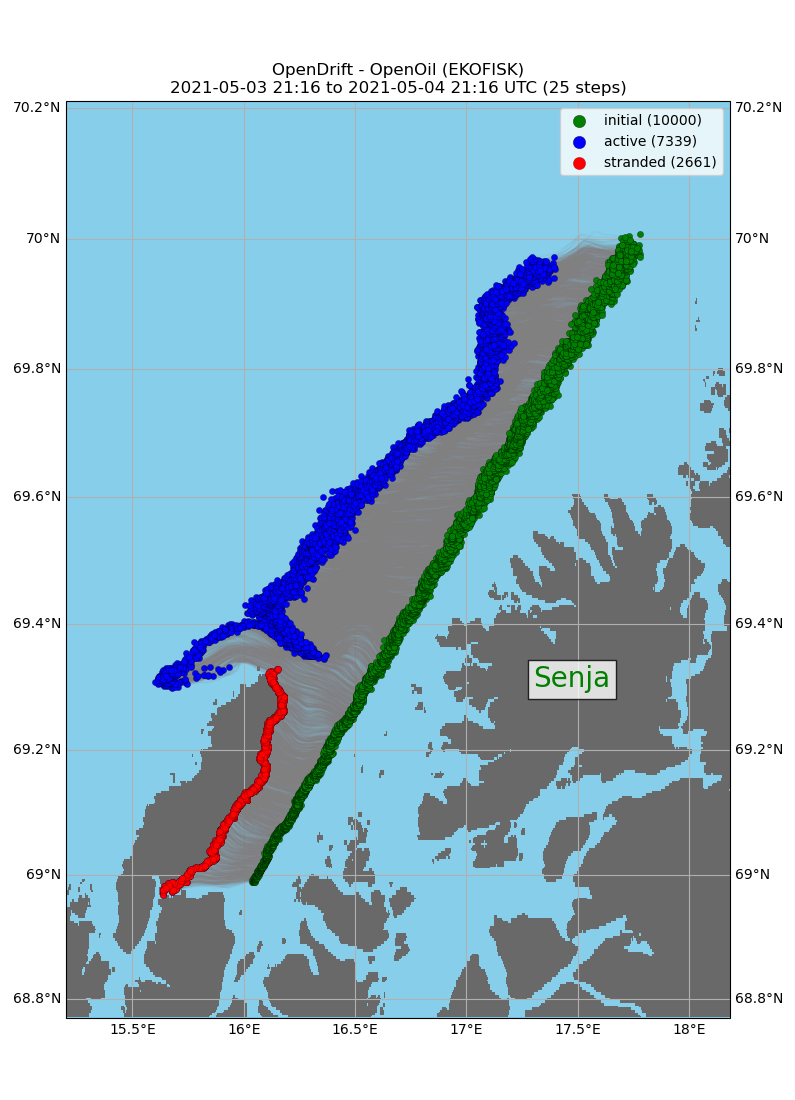 OpenDrift - OpenOil (EKOFISK)
2021-05-03 21:16 to 2021-05-04 21:16 UTC (25 steps)
70.2°N 70.2°N
initial (10000)
active (7339)
stranded (2661)
70°N 70°N
69.8°N 69.8°N
69.6°N 69.6°N
69.4°N 69.4°N
Senja
69.2°N 69.2°N
69°N 69°N
68.8°N 68.8°N
15.5°E 16°E 16.5°E 17°E 17.5°E 18°E